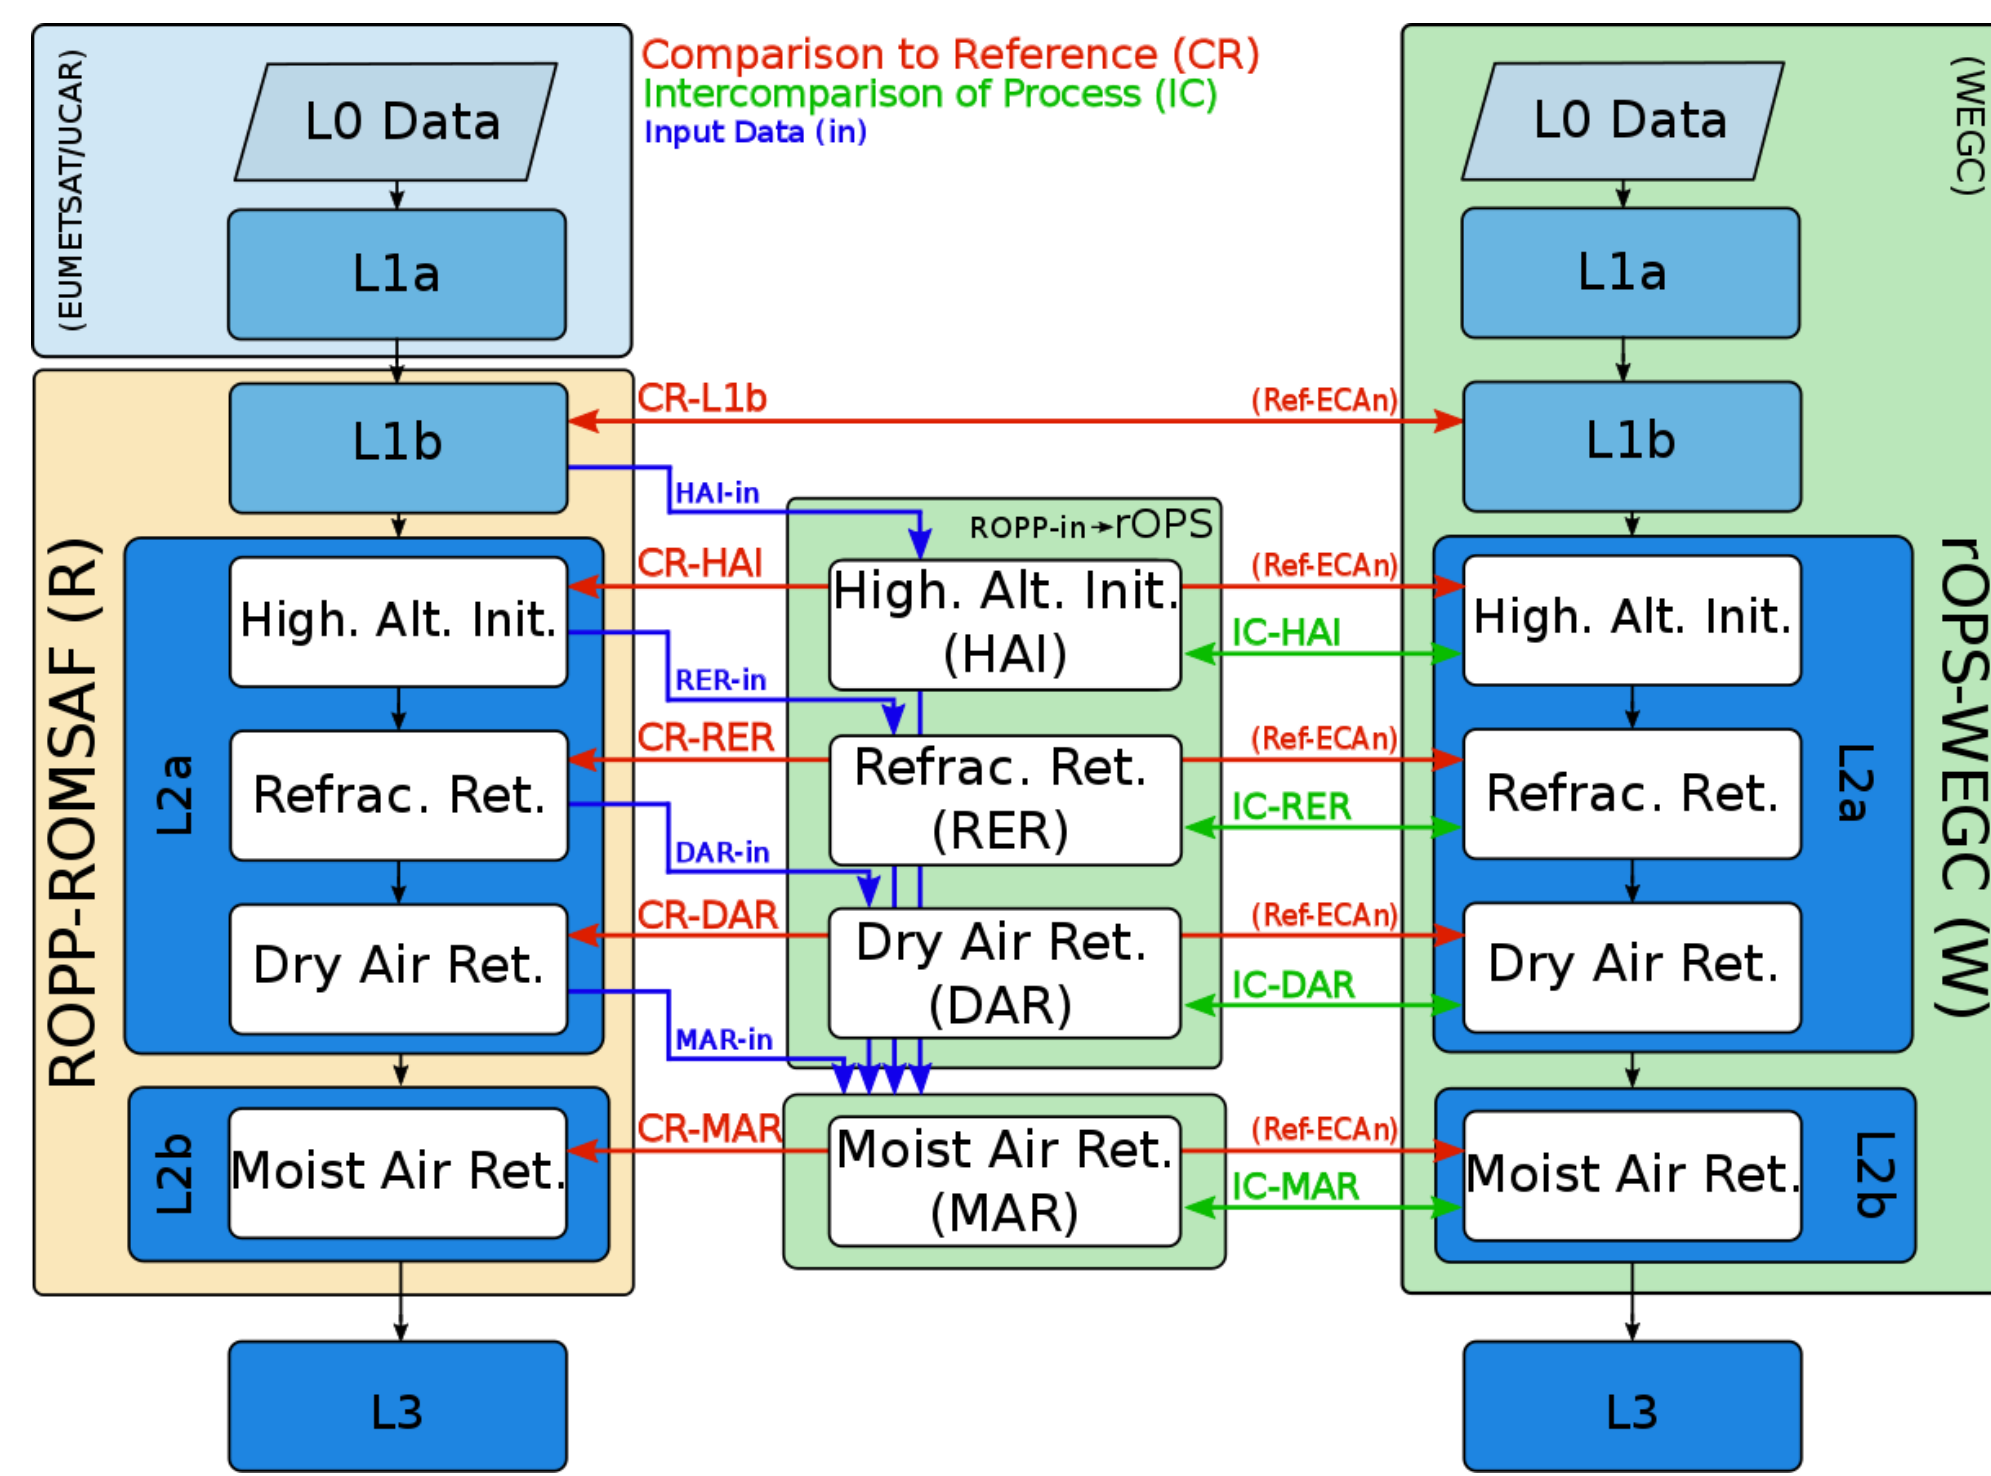 (EUMETSAT/UCAR)
L0 Data
L1a
Comparison to Reference (CR)
Intercomparison of Process (IC)
Input Data (in)
L0 Data
(WEGC)
L1a
ROPP-ROMSAF (R)
L1b
CR-L1b
(Ref-ECAn)
L1b
HAI-in
ROPP-in→rOPS
L2a
High. Alt. Init.
CR-HAI
High. Alt. Init.
(HAI)
(Ref-ECAn)
IC-HAI
High. Alt. Init.
RER-in
Refrac. Ret.
CR-RER
Refrac. Ret.
(RER)
(Ref-ECAn)
IC-RER
Refrac. Ret.
L2a
rOPS-WEGC (W)
DAR-in
Dry Air Ret.
CR-DAR
Dry Air Ret.
(DAR)
(Ref-ECAn)
IC-DAR
Dry Air Ret.
MAR-in
L2b
Moist Air Ret.
CR-MAR
Moist Air Ret.
(MAR)
(Ref-ECAn)
IC-MAR
Moist Air Ret.
L2b
L3
L3